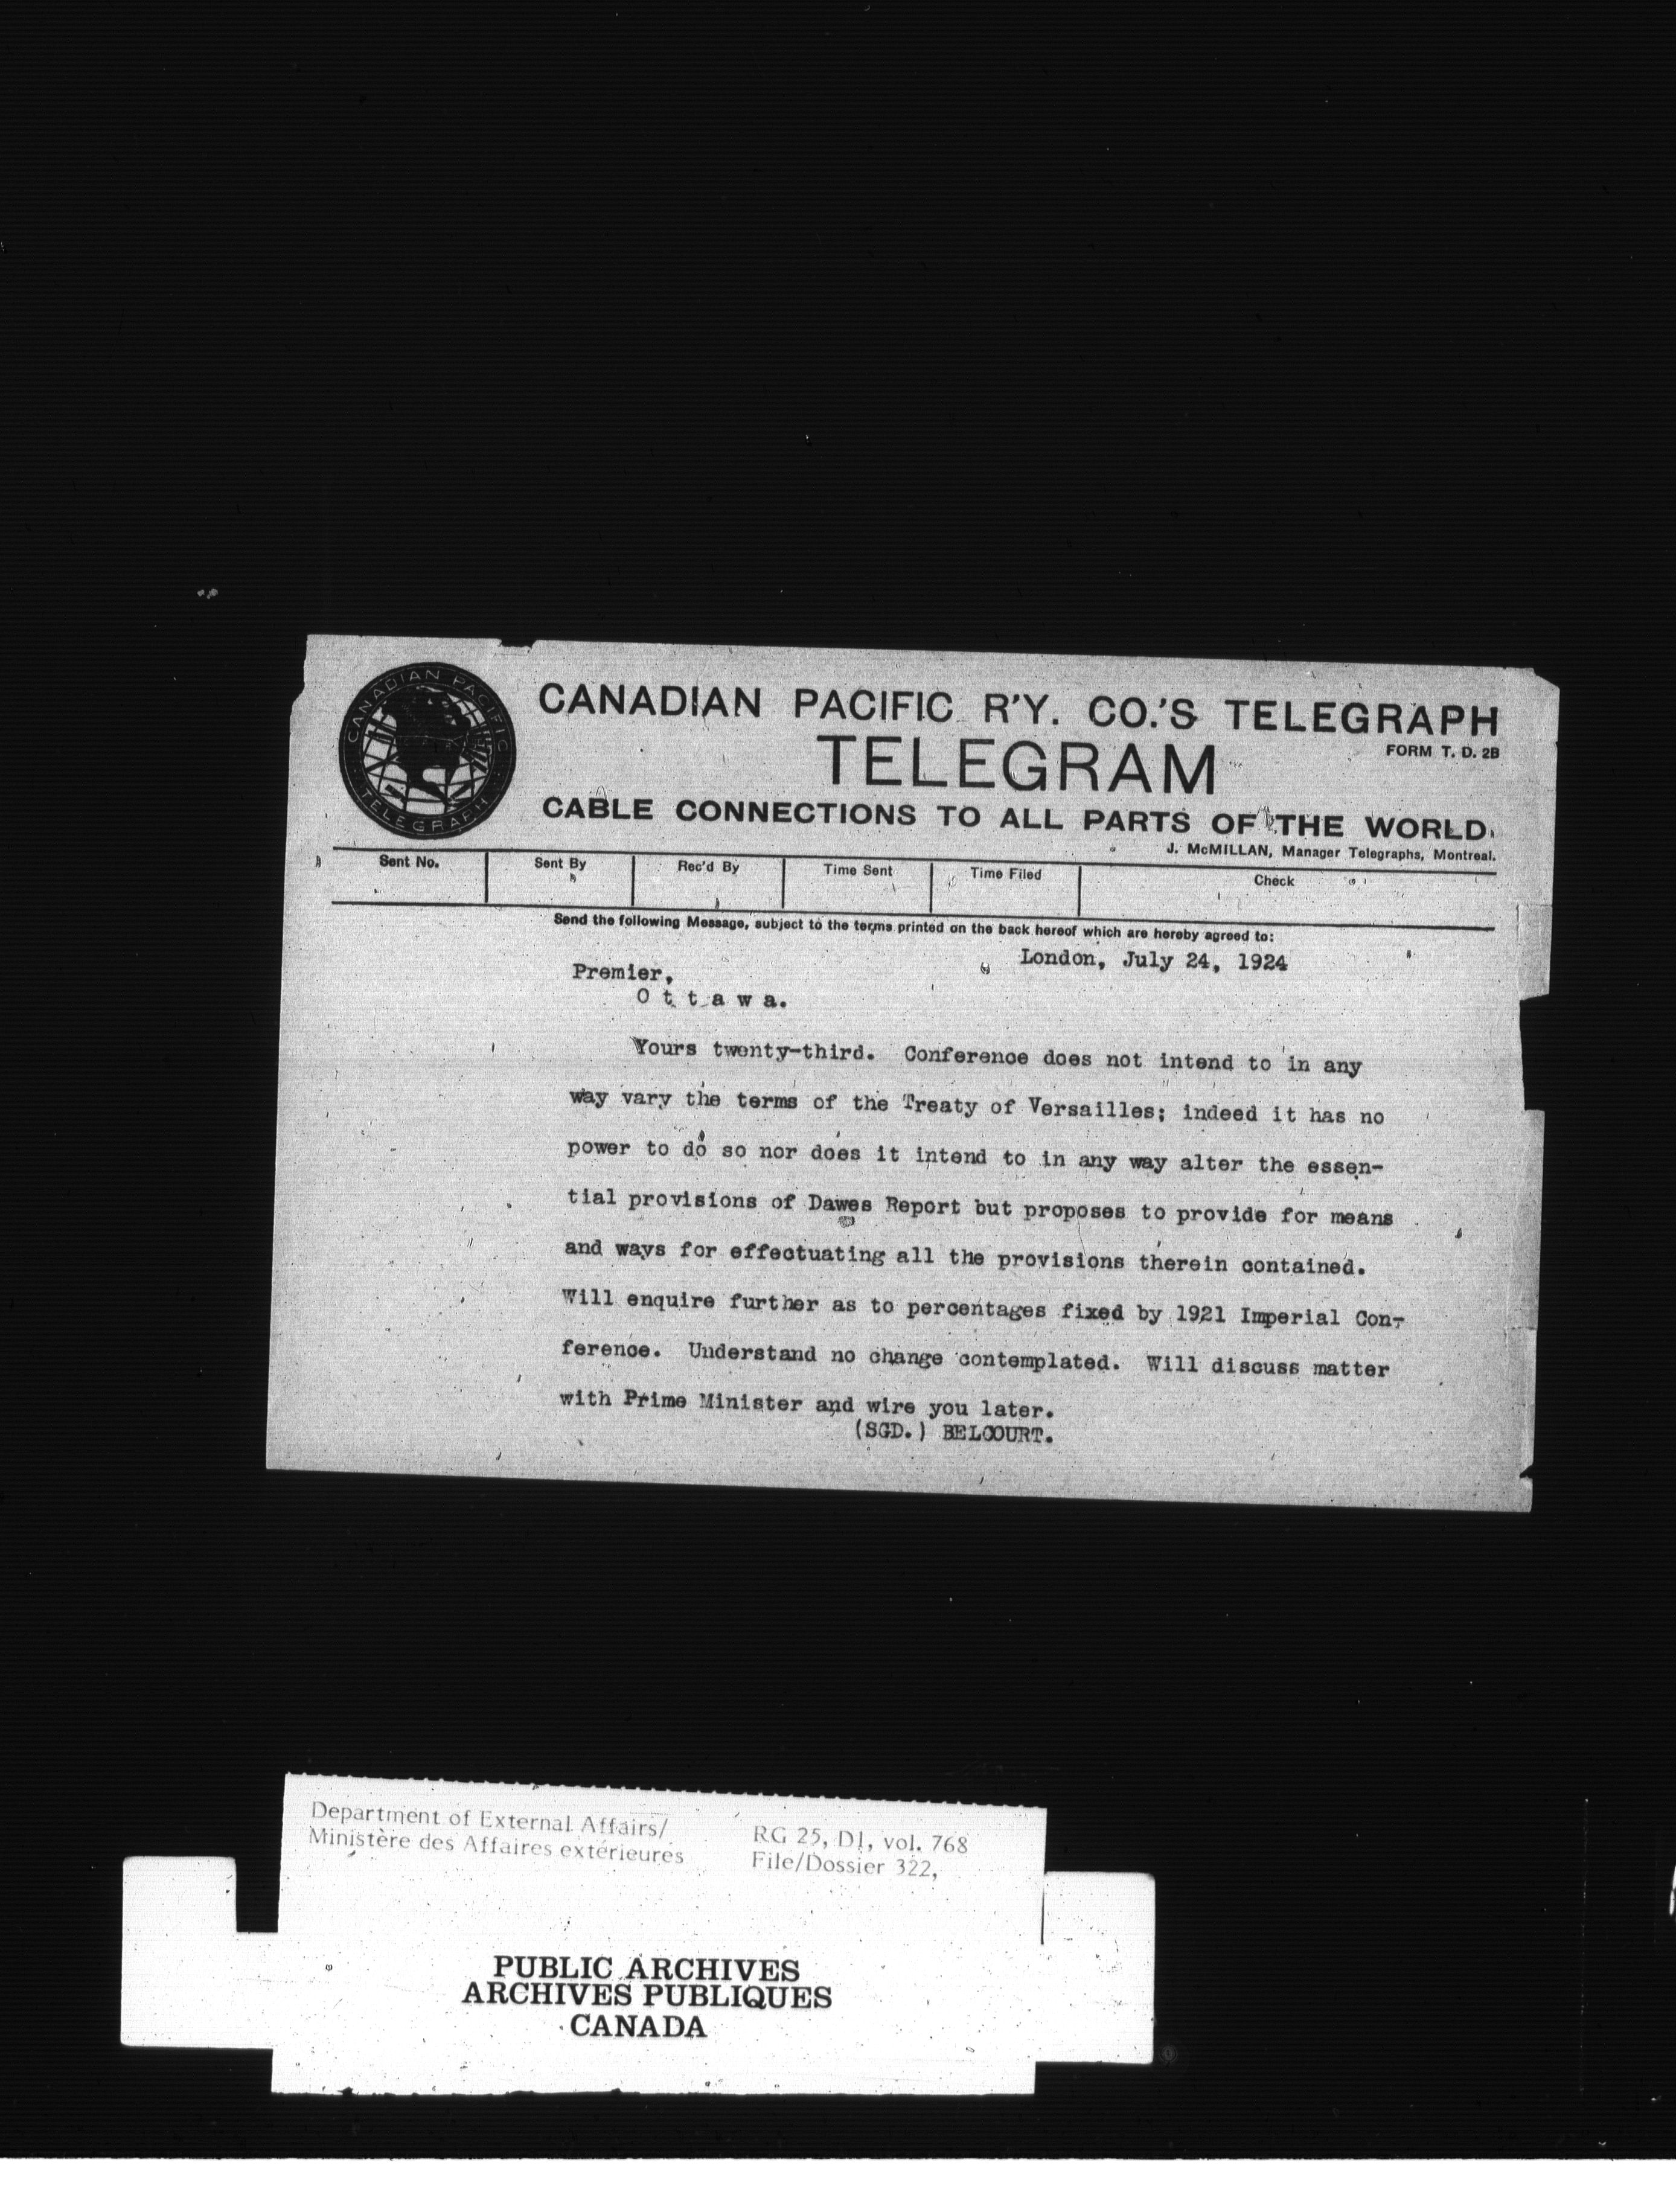 CANADIAN PACIFIC
TELEGRAPH
CANADIAN PACIFIC R'Y. CO.'S TELEGRAPH
TELEGRAM
FORM T. D. 2B
CABLE CONNECTIONS TO ALL PARTS OF THE WORLD.
J. McMILLAN, Manager Telegraphs, Montreal.
Sent No. Sent By Rec'd By Time Sent Time Filed Check
Send the following Message, subject to the terms printed on the back hereof which are hereby agreed to:
London, July 24, 1924
Premier,
O t t a w a.
Yours twenty-third. Conference does not intend to in any
way vary the terms of the Treaty of Versailles; indeed it has no
power to do so nor does it intend to in any way alter the essen-
tial provisions of Dawes Report but proposes to provide for means
and ways for effectuating all the provisions therein contained.
Will enquire further as to percentages fixed by 1921 Imperial Con-
ference. Understand no change contemplated. Will discuss matter
with Prime Minister and wire you later.
(SGD.) BELCOURT.
Department of External Affairs/
Ministère des Affaires extérieures
RG 25, D1, vol. 768
File/Dossier 322,
PUBLIC ARCHIVES
ARCHIVES PUBLIQUES
CANADA